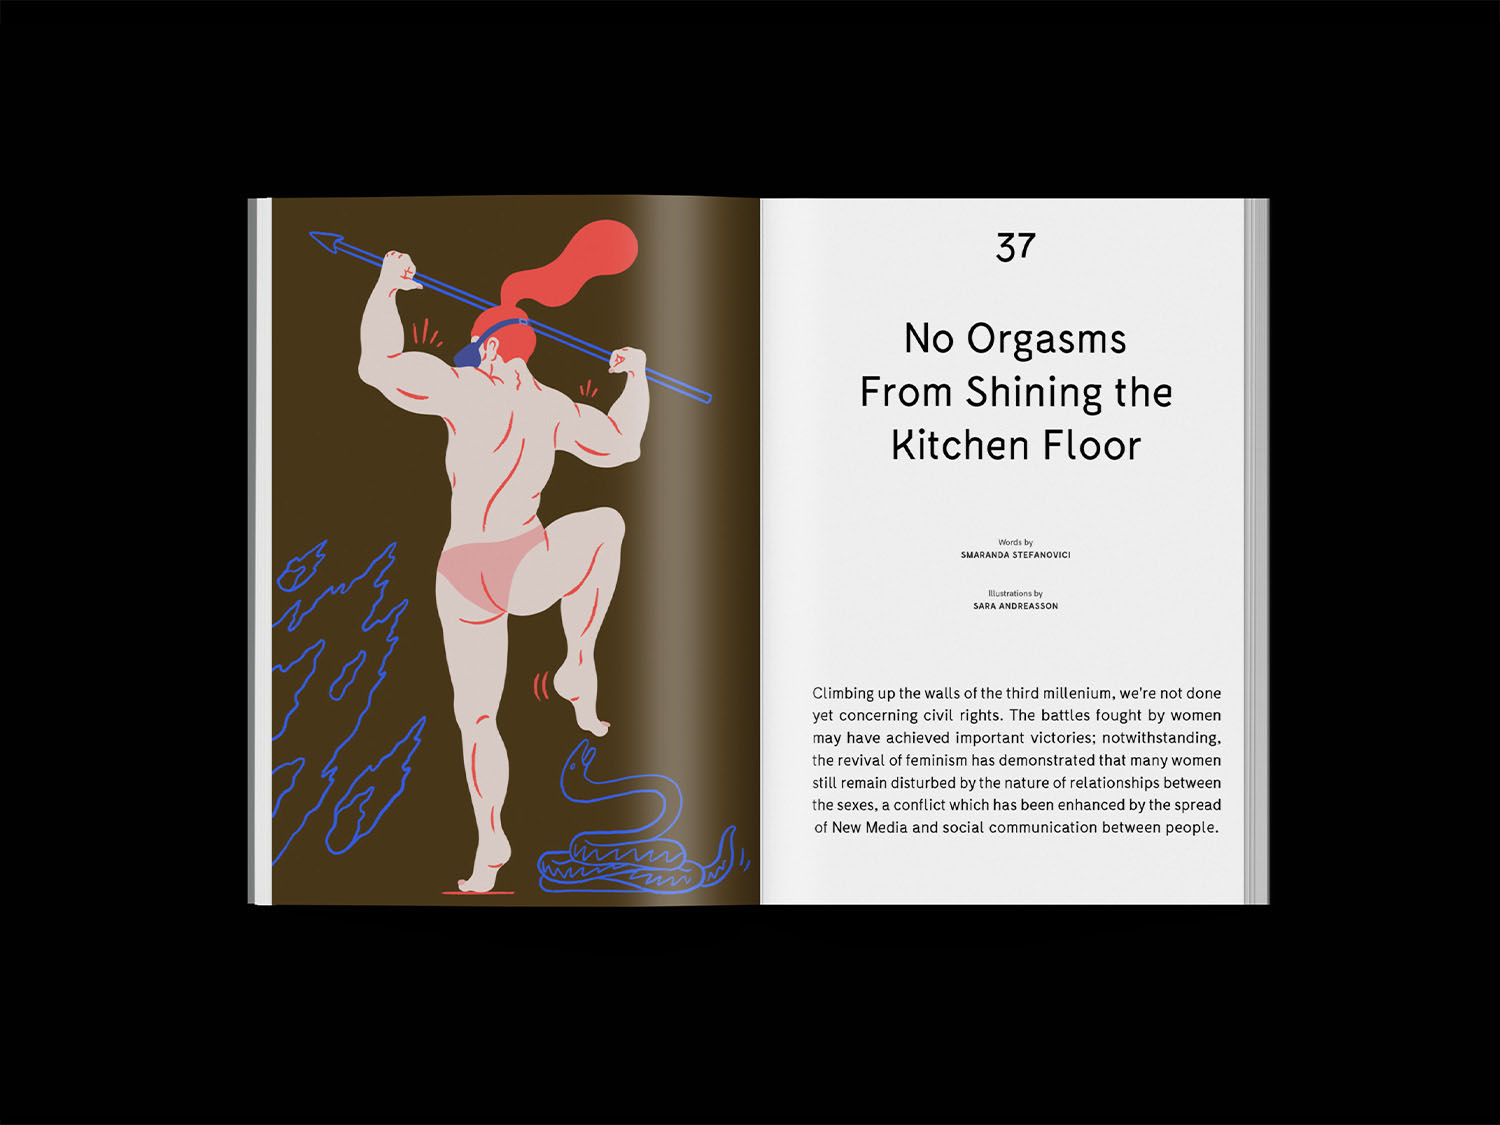 37
No Orgasms
From Shining the
Kitchen Floor
Words by
SMARANDA STEFANOVICI
Illustrations by
SARA ANDREASSON
Climbing up the walls of the third millenium, we're not done
yet concerning civil rights. The battles fought by women
may have achieved important victories; notwithstanding,
the revival of feminism has demonstrated that many women
still remain disturbed by the nature of relationships between
the sexes, a conflict which has been enhanced by the spread
of New Media and social communication between people.